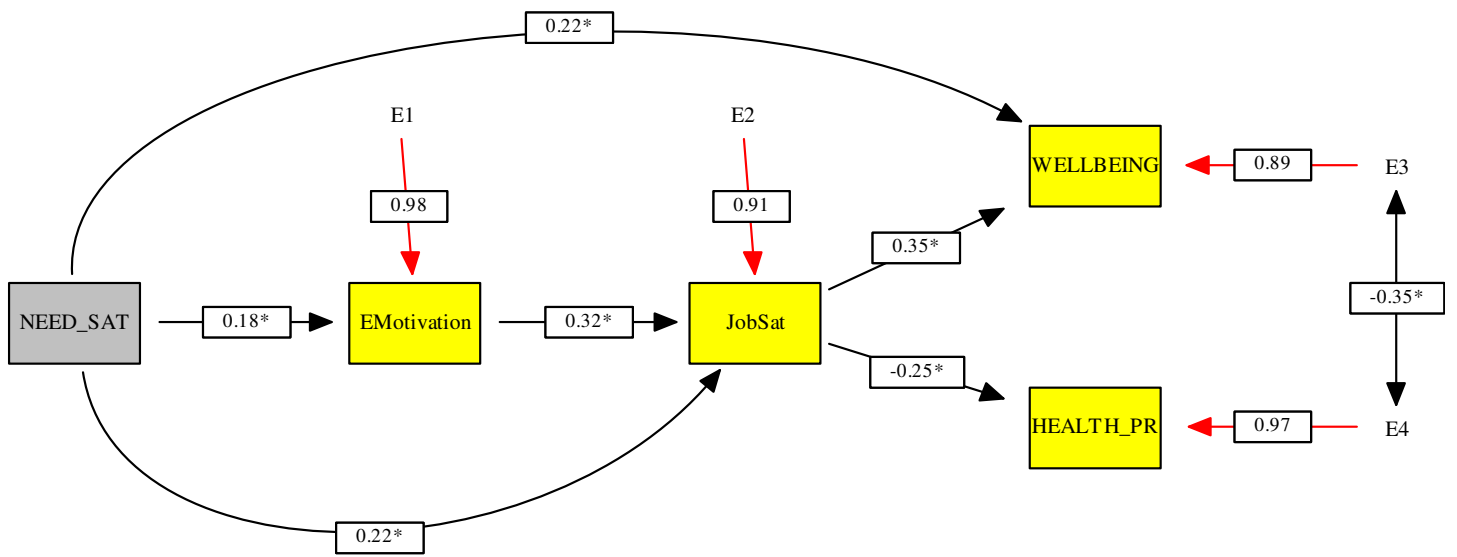 0.22*
E1
E2
WELLBEING
0.89
E3
0.98
0.91
0.35*
NEED_SAT
0.18*
EMotivation
0.32*
JobSat
-0.35*
-0.25*
HEALTH_PR
0.97
E4
0.22*